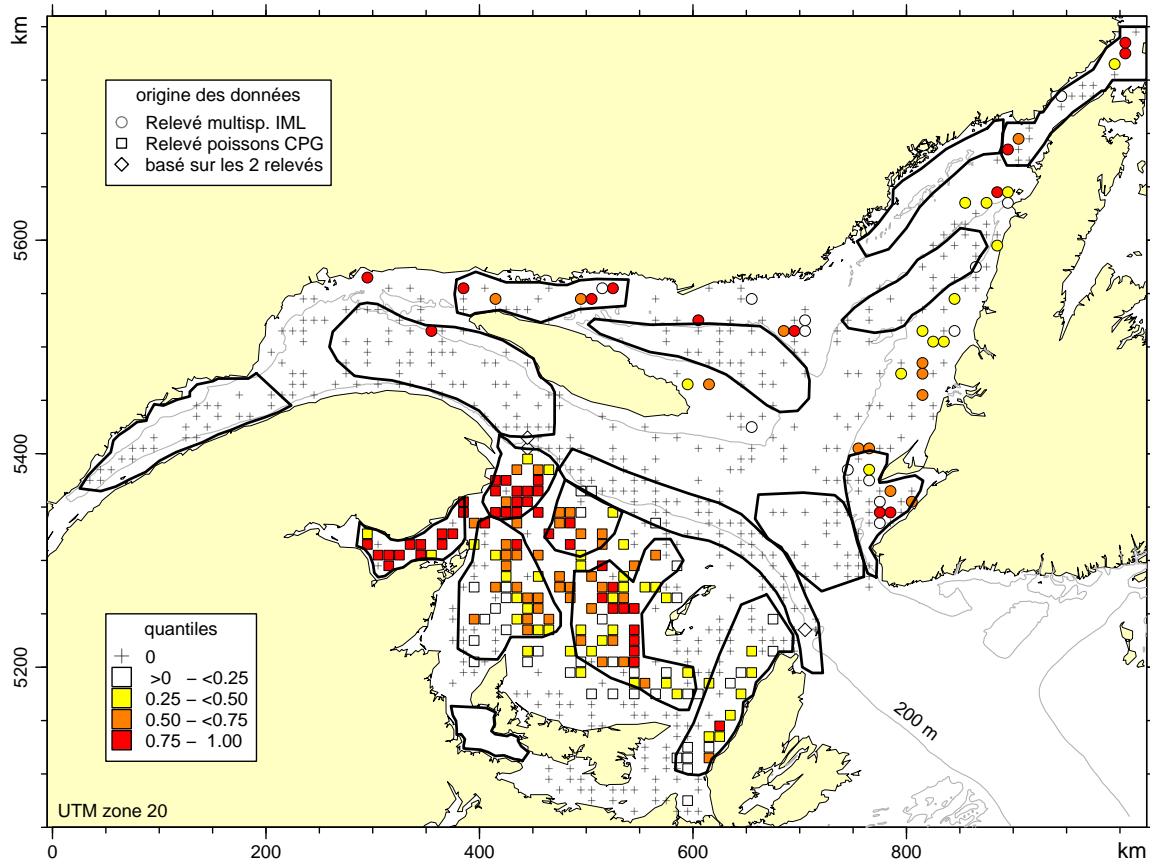 km
origine des données
Relevé multisp. IML
Relevé poissons CPG
basé sur les 2 relevés
5600
5400
5200
quantiles
0
>0 – <0.25
0.25 – <0.50
0.50 – <0.75
0.75 – 1.00
200 m
UTM zone 20
0 200 400 600 800 km